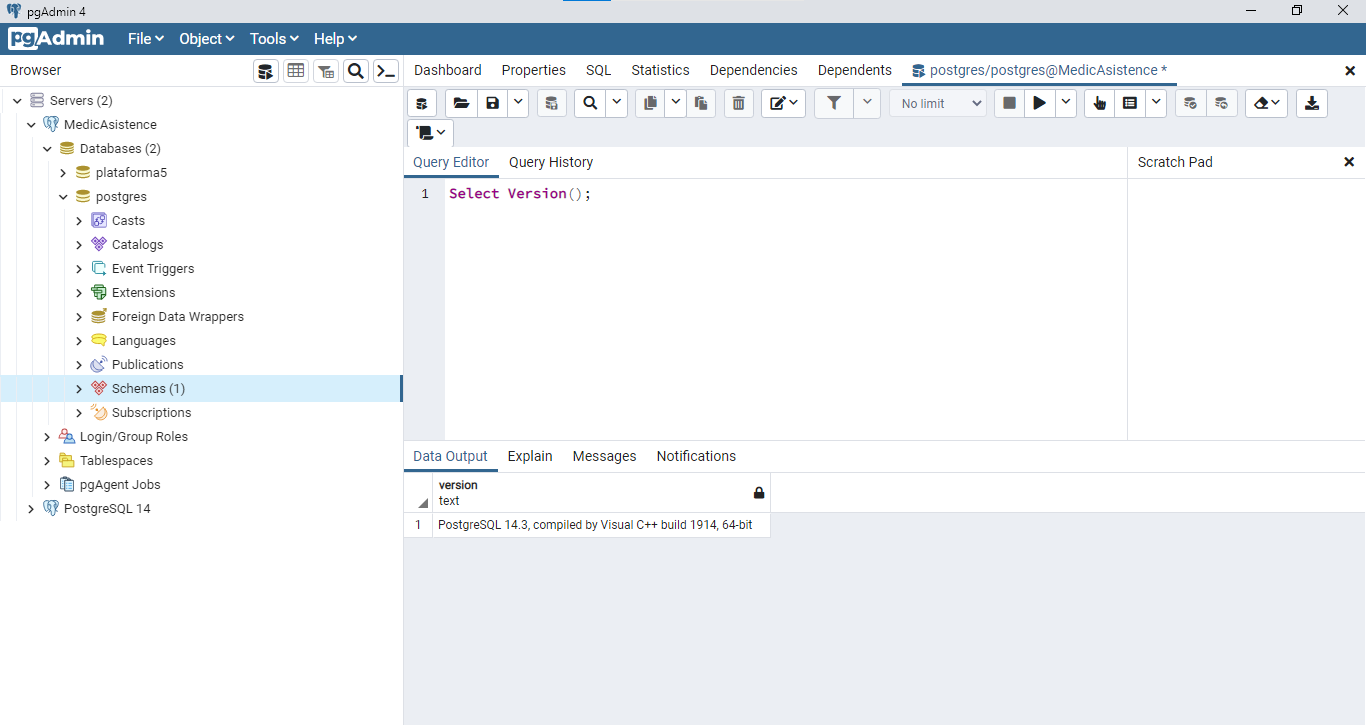 pgAdmin 4
pgAdmin File Object Tools Help
Browser
Dashboard Properties SQL Statistics Dependencies Dependents postgres/postgres@MedicAsistence *
No limit
Servers (2)
MedicAsistence
Databases (2)
plataforma5
postgres
Casts
Catalogs
Event Triggers
Extensions
Foreign Data Wrappers
Languages
Publications
Schemas (1)
Subscriptions
Login/Group Roles
Tablespaces
pgAgent Jobs
PostgreSQL 14
Query Editor Query History
Scratch Pad
1 Select Version();
Data Output Explain Messages Notifications
version
text
1 PostgreSQL 14.3, compiled by Visual C++ build 1914, 64-bit